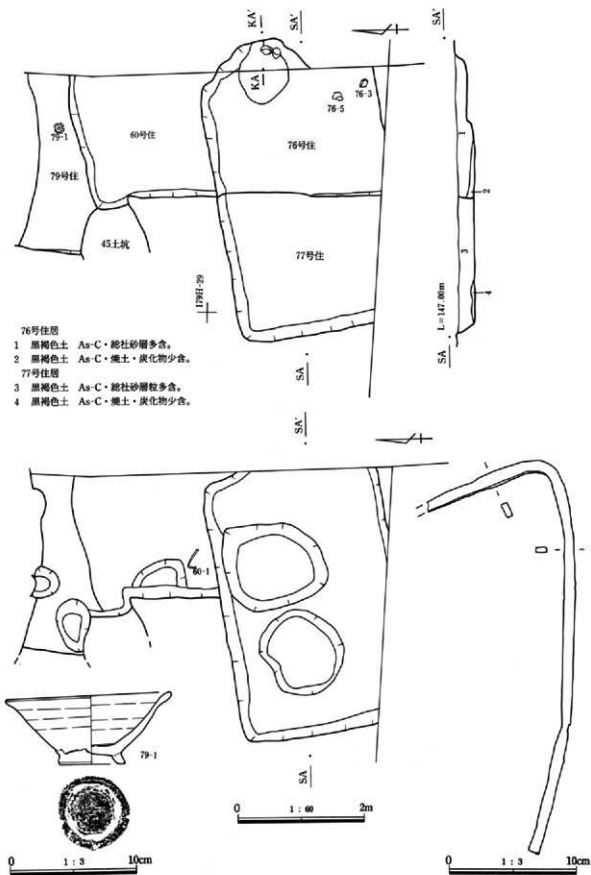 KA′
SA′
SA′
KA
76-3
76-5
79-1
60号住
76号住
79号住
1
2
45土坑
77号住
3
179H-29
4
L=147.00m
SA
SA
76号住居
1 黒褐色土 As-C・総社砂層多含。
2 黒褐色土 As-C・焼土・炭化物少含。
77号住居
3 黒褐色土 As-C・総社砂層粒多含。
4 黒褐色土 As-C・焼土・炭化物少含。
SA′
60-1
79-1
SA
0 1:60 2m
0 1:3 10cm
0 1:3 10cm